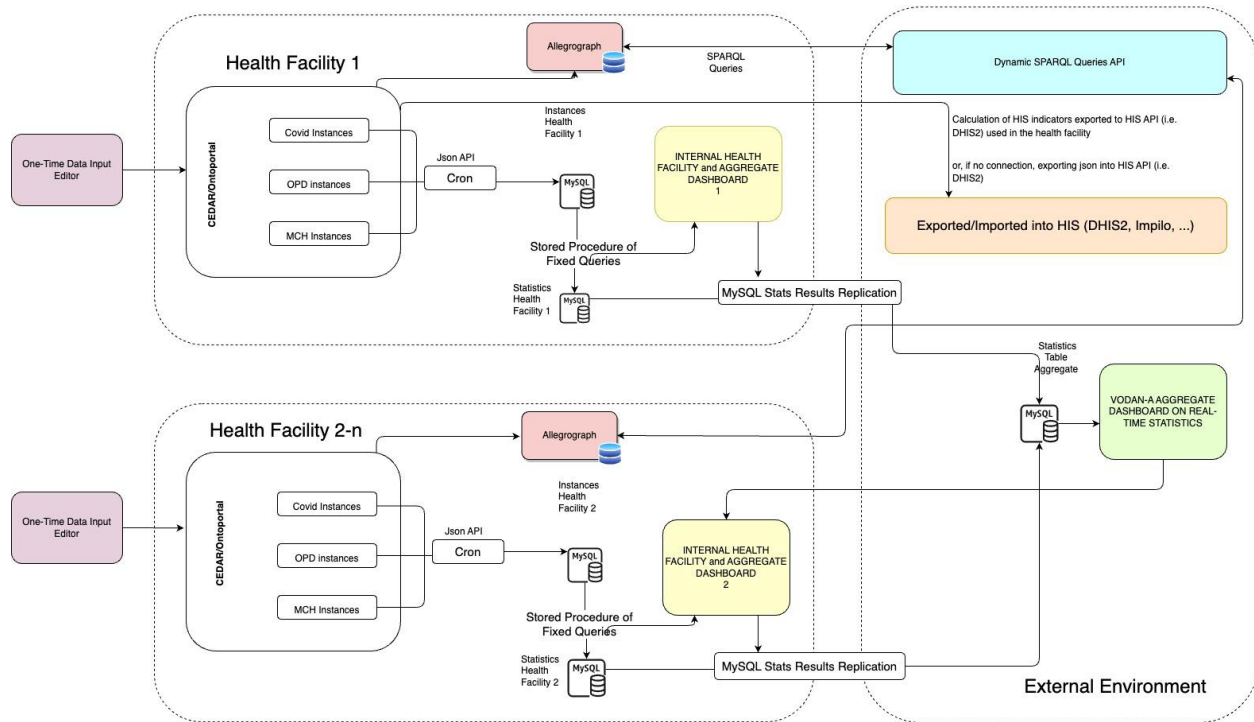 Health Facility 1
Allegrograph
SPARQL
Queries
Dynamic SPARQL Queries API
One-Time Data Input
Editor
CEDAR/Ontoportal
Covid Instances
OPD instances
MCH Instances
Json API
Cron
Instances
Health
Facility 1
MySQL
Stored Procedure of
Fixed Queries
Statistics
Health
Facility 1
MySQL
INTERNAL HEALTH
FACILITY and AGGREGATE
DASHBOARD
1
MySQL Stats Results Replication
Calculation of HIS indicators exported to HIS API (i.e.
DHIS2) used in the health facility
or, if no connection, exporting json into HIS API (i.e.
DHIS2)
Exported/Imported into HIS (DHIS2, Impilo, ...)
Statistics
Table
Aggregate
MySQL
VODAN-A AGGREGATE
DASHBOARD ON REAL-
TIME STATISTICS
Health Facility 2-n
Allegrograph
One-Time Data Input
Editor
CEDAR/Ontoportal
Covid Instances
OPD instances
MCH Instances
Json API
Cron
Instances
Health
Facility 2
MySQL
Stored Procedure of
Fixed Queries
Statistics
Health
Facility 2
MySQL
INTERNAL HEALTH
FACILITY and AGGREGATE
DASHBOARD
2
MySQL Stats Results Replication
External Environment